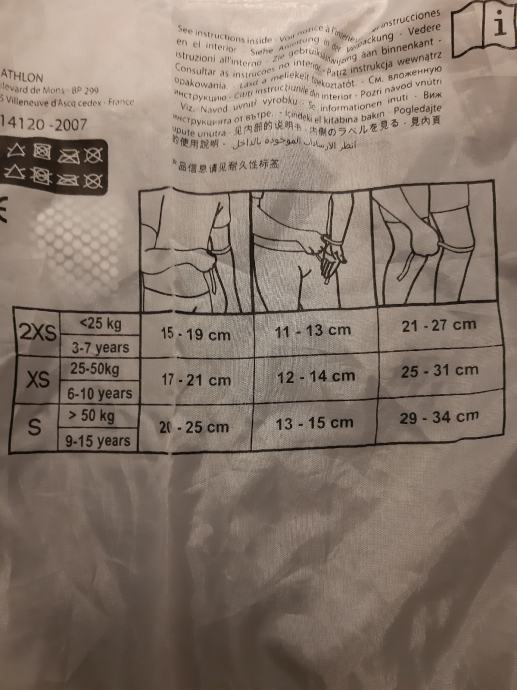 See instructions inside · Voir notice à l'intérieur · instrucciones
en el interior · Siehe Anleitung in der Verpackung · Vedere
istruzioni all'interno · Zie gebruiksaanwijzing aan binnenkant ·
Consultar as instruções no interior · Patrz instrukcja wewnątrz
opakowania · Lásd a mellékelt tájékoztatót · См. вложенную
инструкцию · Citiți instrucțiunile din interior · Pozri návod vnútri
Viz. Návod uvnitř výrobku · Se informationen inuti · Виж
инструкцията от вътре. · İçindeki el kitabına bakın · Pogledajte
upute unutra · 见内部的说明书 · 内側のラベルを見る · 見內頁
的使用說明 · انظر الإرشادات الموجودة بالداخل
品信息请见耐久性标签
i
ATHLON
levard de Mons - BP 299
Villeneuve d'Ascq cedex - France
14120 -2007
2XS <25 kg 3-7 years 15 - 19 cm 11 - 13 cm 21 - 27 cm
XS 25-50kg 6-10 years 17 - 21 cm 12 - 14 cm 25 - 31 cm
S > 50 kg 9-15 years 20 - 25 cm 13 - 15 cm 29 - 34 cm